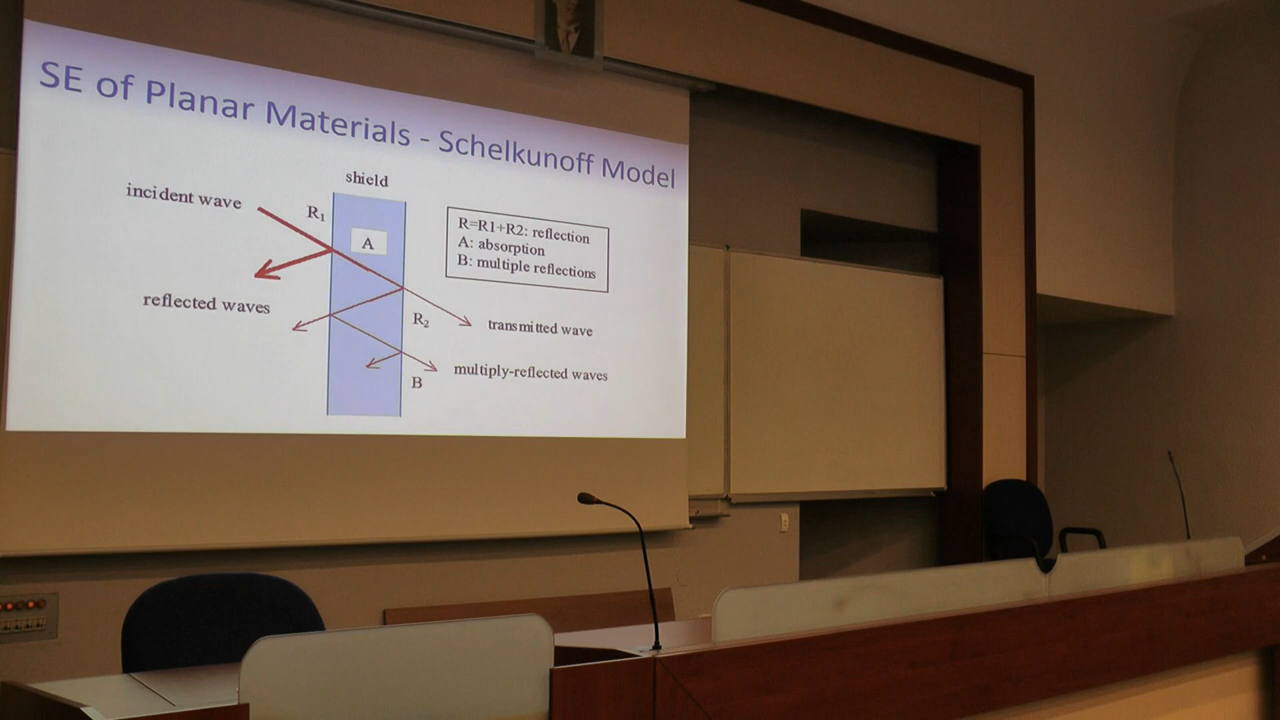 SE of Planar Materials - Schelkunoff Model
shield
incident wave
R₁
A
R=R1+R2: reflection
A: absorption
B: multiple reflections
reflected waves
R₂
transmitted wave
multiply-reflected waves
B